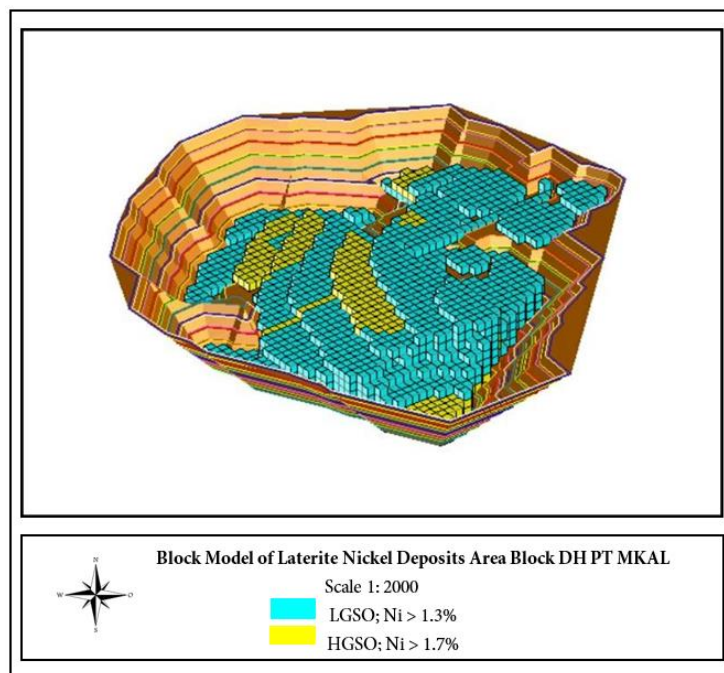 Block Model of Laterite Nickel Deposits Area Block DH PT MKAL
Scale 1: 2000
N
W
O
S
LGSO; Ni > 1.3%
HGSO; Ni > 1.7%